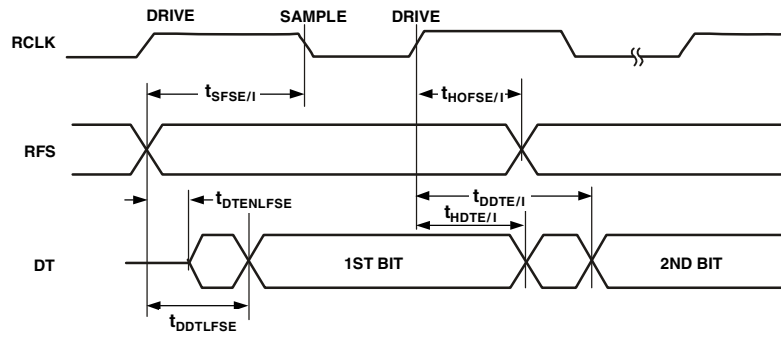 DRIVE SAMPLE DRIVE
RCLK
tSFSE/I tHOFSE/I
RFS
tDDTE/I
tDTENLFSE
tHDTE/I
DT 1ST BIT 2ND BIT
tDDTLFSE